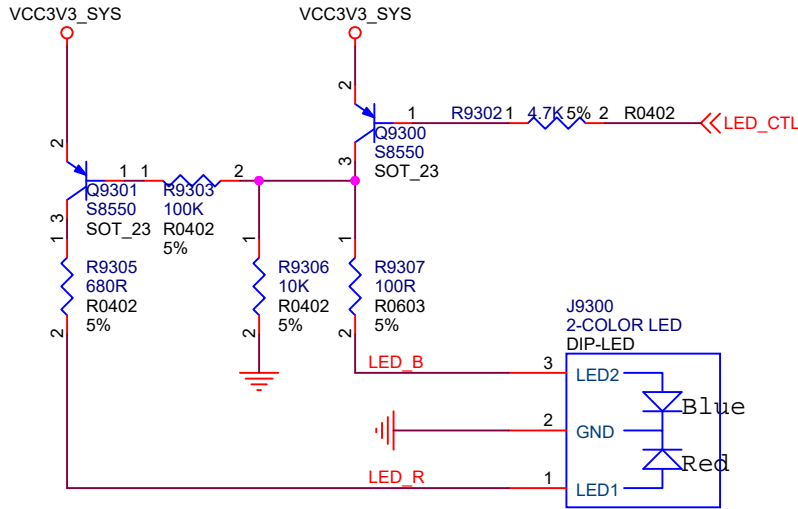 VCC3V3_SYS
VCC3V3_SYS
2
2
1
R9302
1
4.7K
5%
2
R0402
LED_CTL
Q9300
S8550
SOT_23
3
1
1
2
Q9301
S8550
SOT_23
3
R9303
100K
R0402
5%
1
R9305
680R
R0402
5%
2
1
R9306
10K
R0402
5%
2
1
R9307
100R
R0603
5%
2
J9300
2-COLOR LED
DIP-LED
LED_B
3
LED2
Blue
2
GND
Red
LED_R
1
LED1